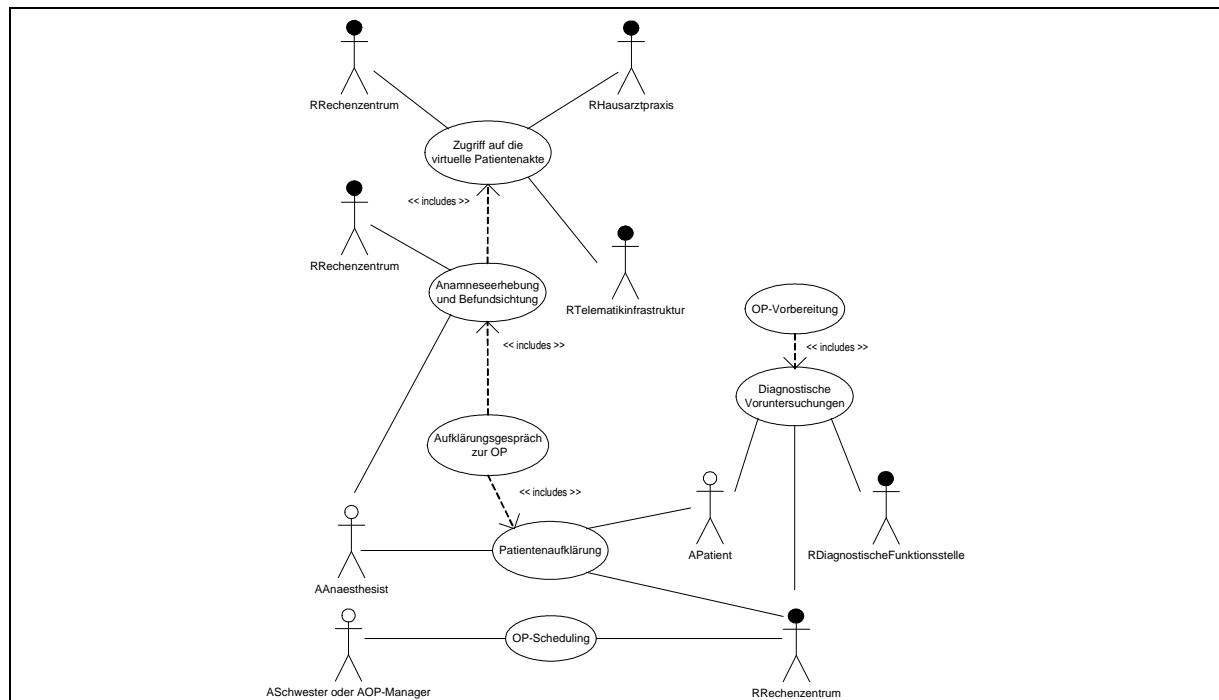 RRechenzentrum
RHausarztpraxis
Zugriff auf die
virtuelle Patientenakte
<< includes >>
RRechenzentrum
Anamneseerhebung
und Befundsichtung
RTelematikinfrastruktur
OP-Vorbereitung
<< includes >>
<< includes >>
Diagnostische
Voruntersuchungen
Aufklärungsgespräch
zur OP
<< includes >>
Patientenaufklärung
APatient
RDiagnostischeFunktionsstelle
AAnaesthesist
OP-Scheduling
ASchwester oder AOP-Manager
RRechenzentrum